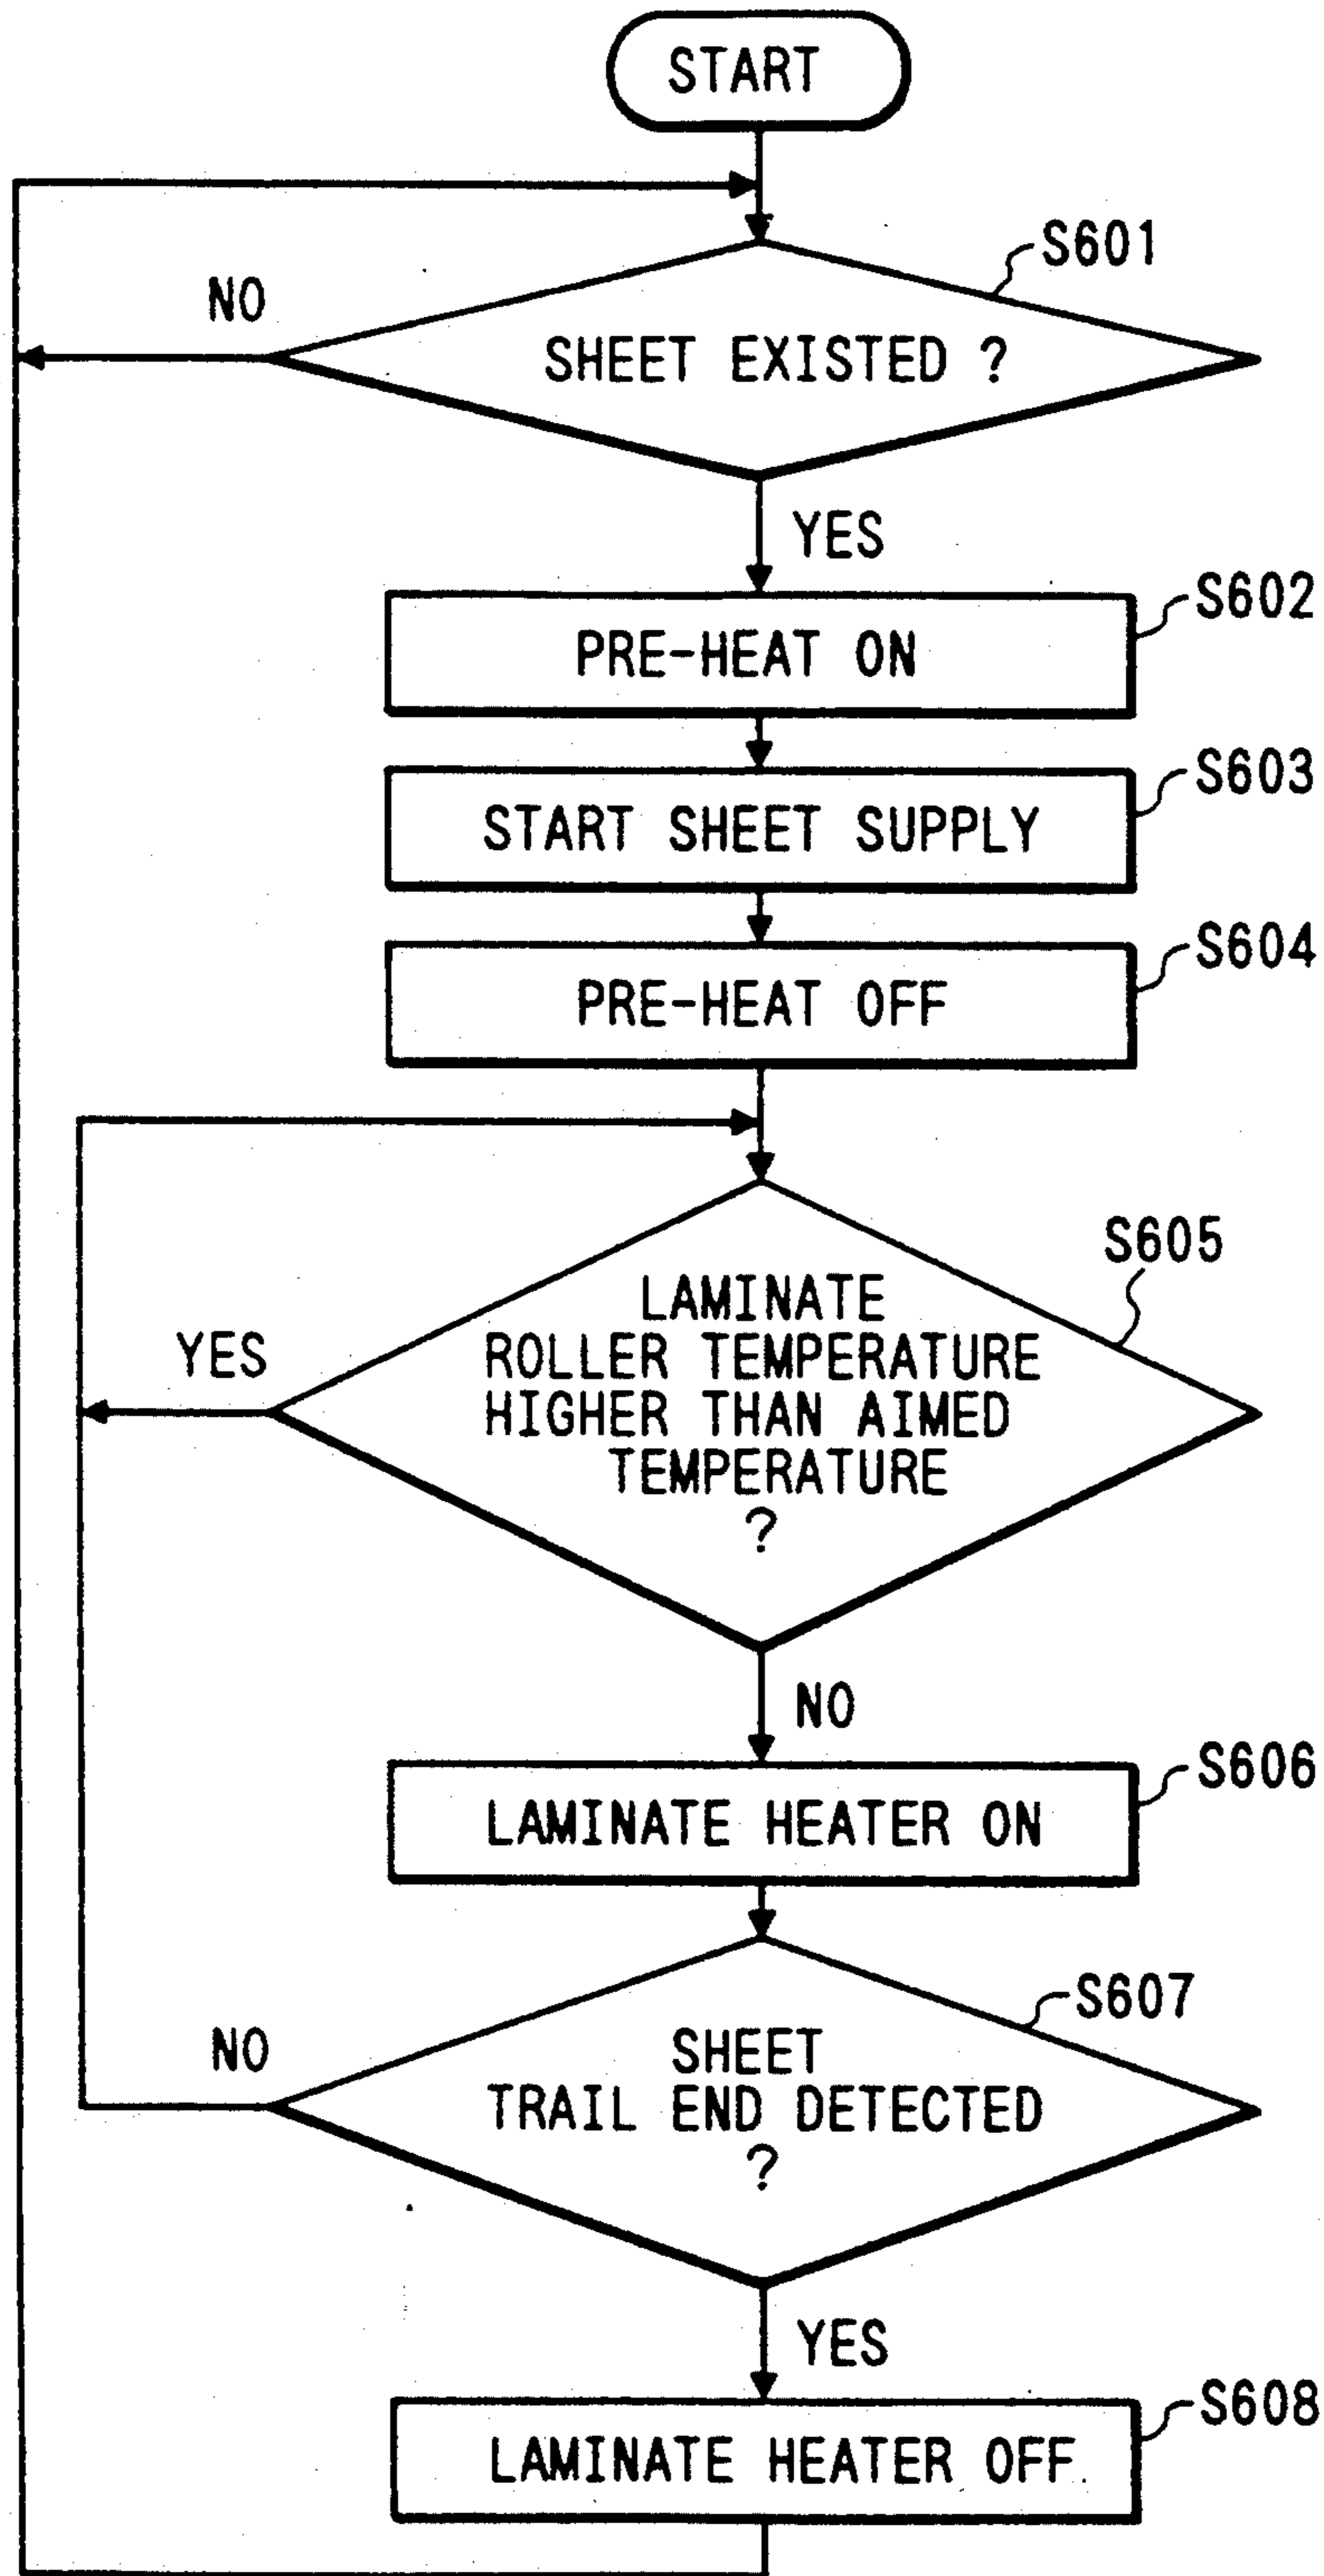 START
S601
NO
SHEET EXISTED ?
YES
S602
PRE-HEAT ON
S603
START SHEET SUPPLY
S604
PRE-HEAT OFF
S605
LAMINATE
YES
ROLLER TEMPERATURE
HIGHER THAN AIMED
TEMPERATURE
?
NO
S606
LAMINATE HEATER ON
S607
NO
SHEET
TRAIL END DETECTED
?
YES
S608
LAMINATE HEATER OFF